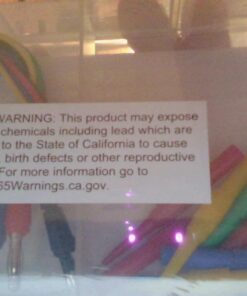 WARNING: This product may expose
chemicals including lead which are
to the State of California to cause
birth defects or other reproductive
For more information go to
65Warnings.ca.gov.